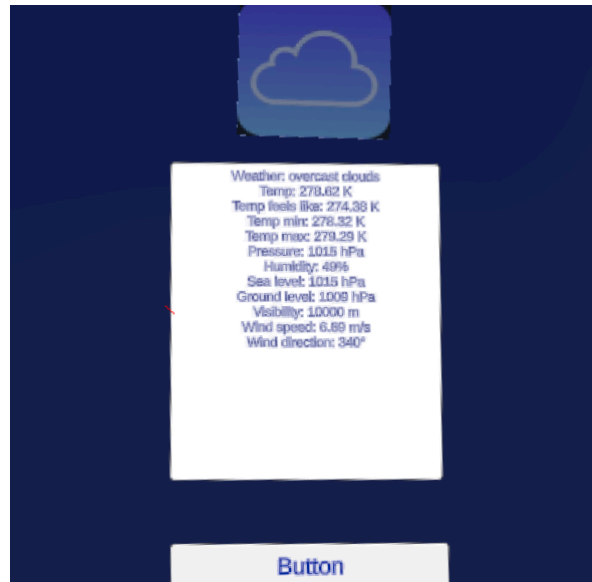 Weather: overcast clouds
Temp: 278.62 K
Temp feels like: 274.38 K
Temp min: 278.32 K
Temp max: 279.29 K
Pressure: 1015 hPa
Humidity: 49%
Sea level: 1015 hPa
Ground level: 1009 hPa
Visibility: 10000 m
Wind speed: 6.69 m/s
Wind direction: 340°
Button